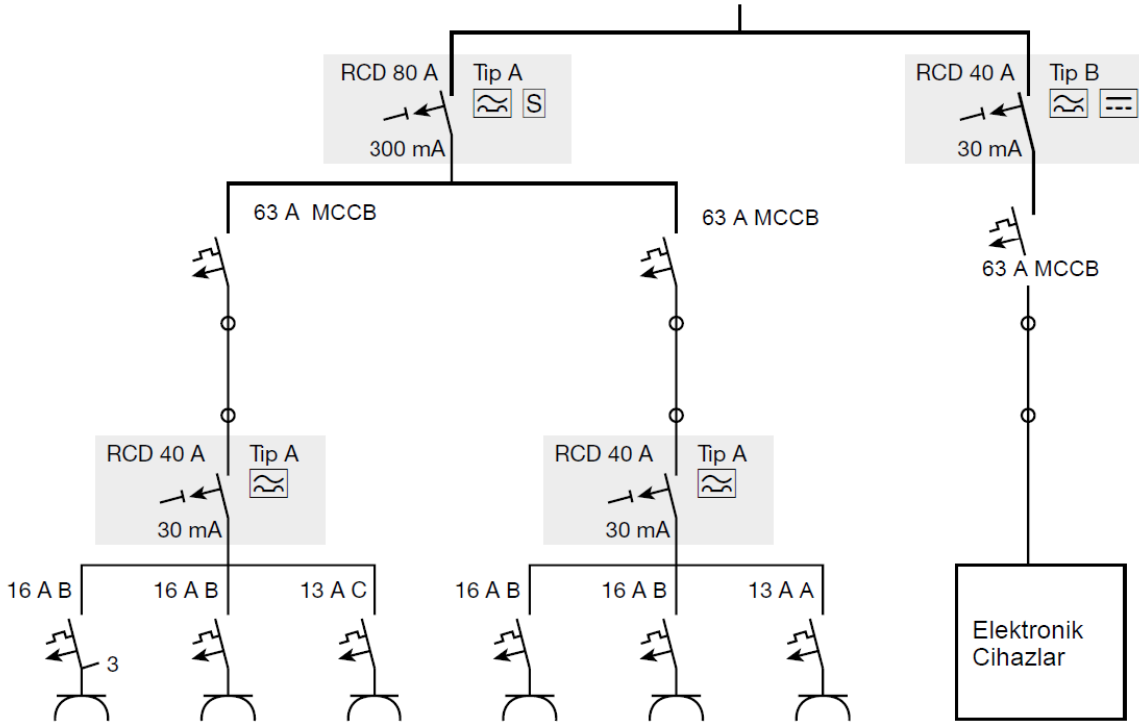 RCD 80 A Tip A
S
300 mA
RCD 40 A Tip B
30 mA
63 A MCCB
63 A MCCB
63 A MCCB
RCD 40 A Tip A
30 mA
RCD 40 A Tip A
30 mA
16 A B
16 A B
13 A C
16 A B
16 A B
13 A A
3
Elektronik
Cihazlar